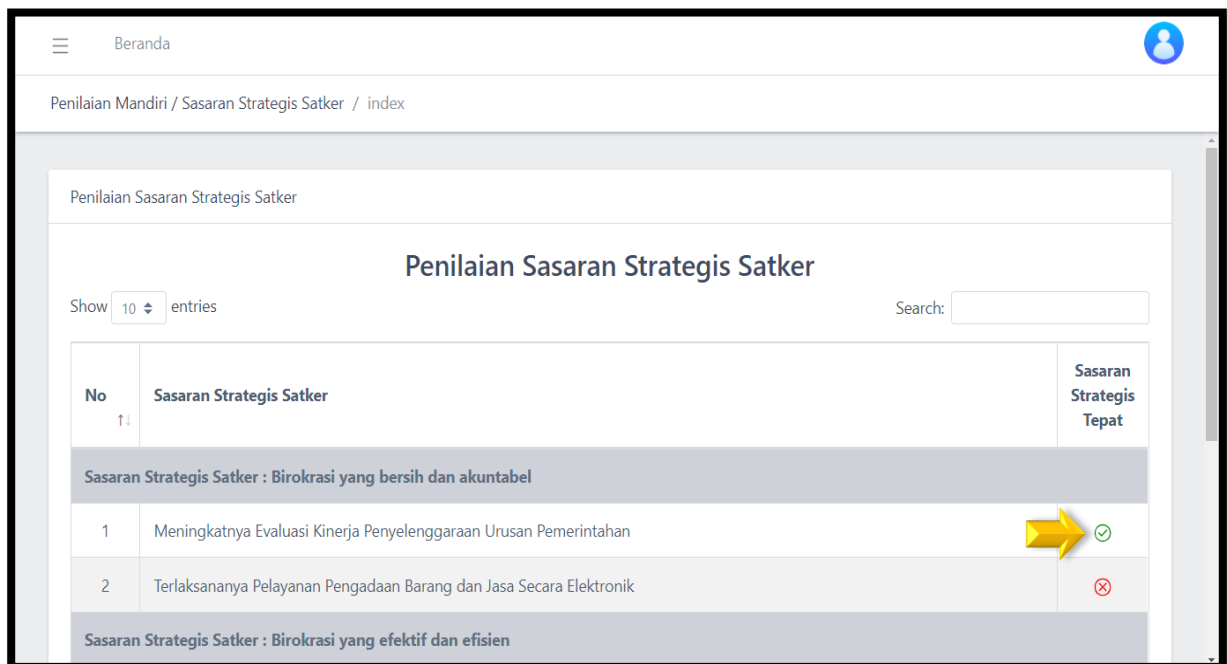 Beranda
Penilaian Mandiri / Sasaran Strategis Satker / index
Penilaian Sasaran Strategis Satker
Penilaian Sasaran Strategis Satker
Show 10 entries
Search:
No
Sasaran Strategis Satker
Sasaran
Strategis
Tepat
Sasaran Strategis Satker : Birokrasi yang bersih dan akuntabel
1 Meningkatnya Evaluasi Kinerja Penyelenggaraan Urusan Pemerintahan
2 Terlaksananya Pelayanan Pengadaan Barang dan Jasa Secara Elektronik
Sasaran Strategis Satker : Birokrasi yang efektif dan efisien